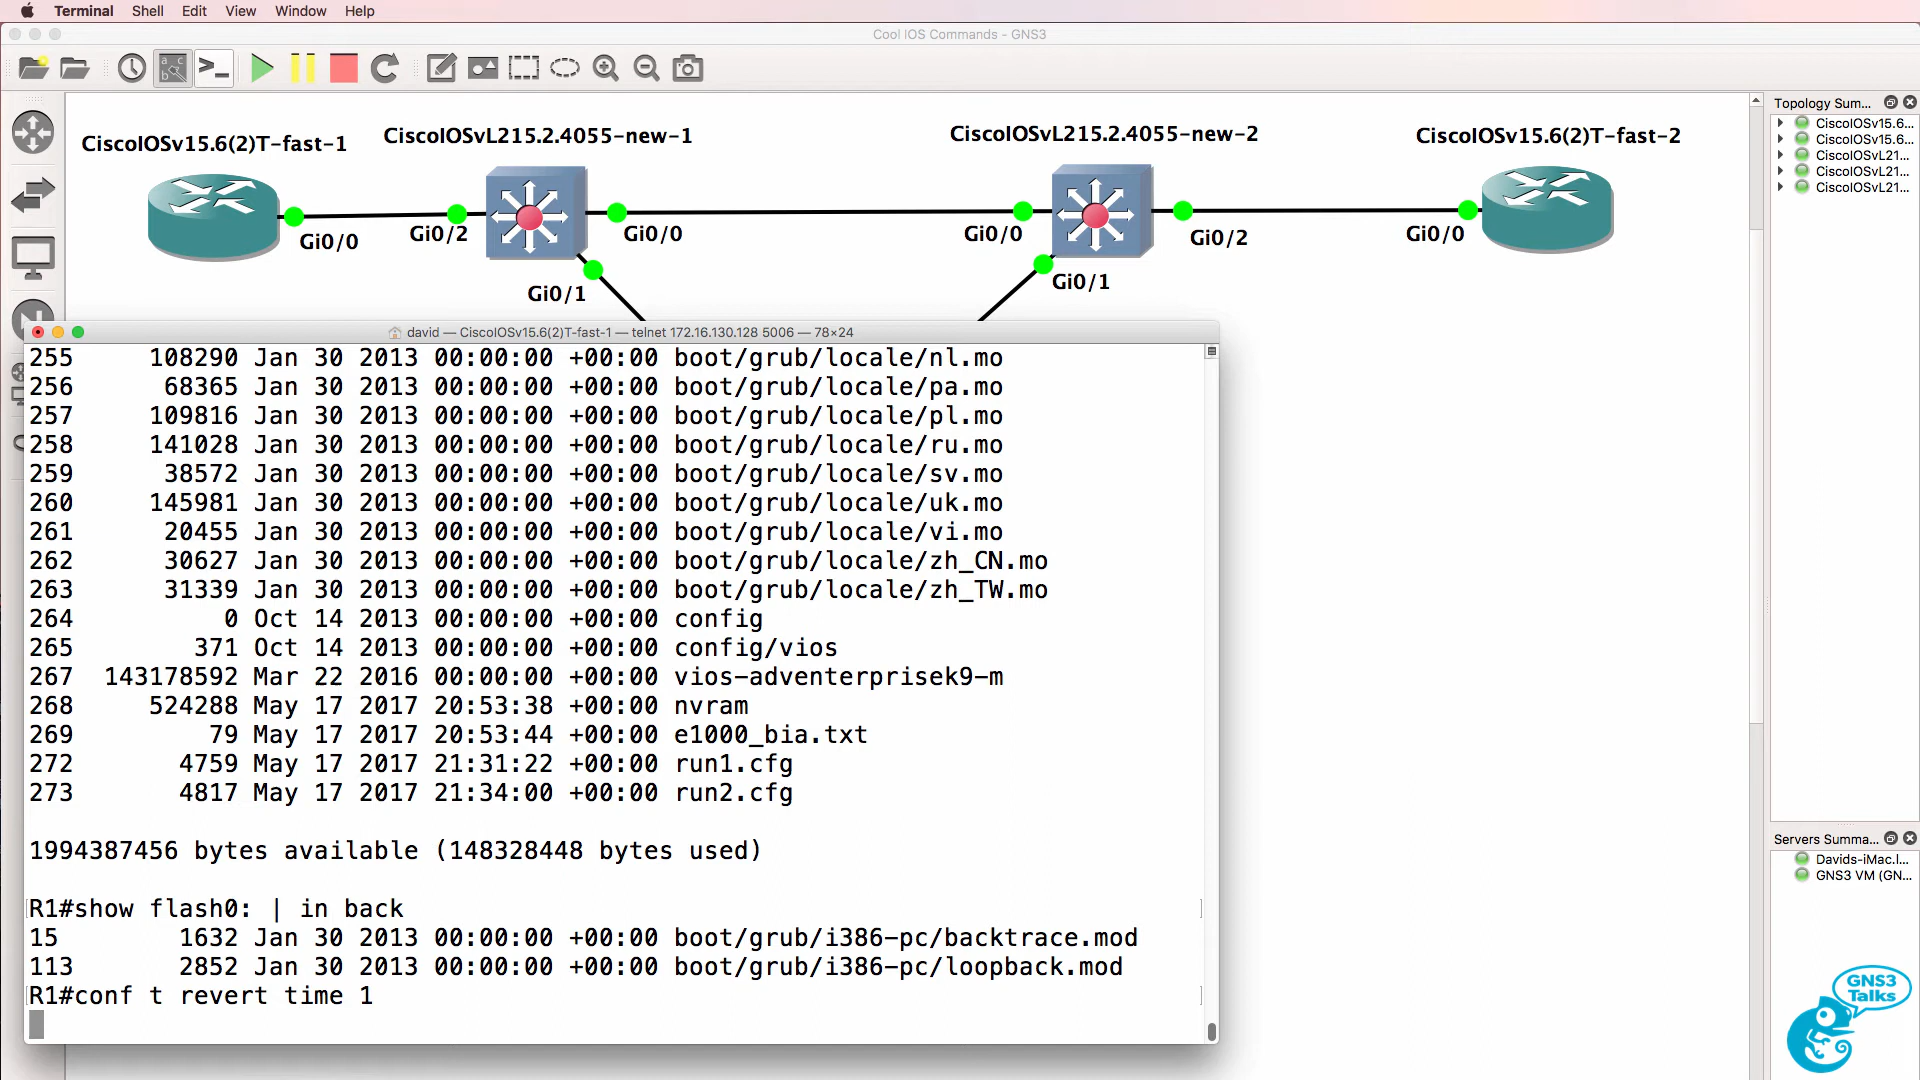 Terminal Shell Edit View Window Help
Cool IOS Commands - GNS3
CiscoIOSv15.6(2)T-fast-1
CiscoIOSvL215.2.4055-new-1
CiscoIOSvL215.2.4055-new-2
CiscoIOSv15.6(2)T-fast-2
Gi0/0
Gi0/2
Gi0/0
Gi0/0
Gi0/2
Gi0/0
Gi0/1
Gi0/1
Topology Sum...
CiscoIOSv15.6...
CiscoIOSv15.6...
CiscoIOSvL21...
CiscoIOSvL21...
CiscoIOSvL21...
david — CiscoIOSv15.6(2)T-fast-1 — telnet 172.16.130.128 5006 — 78×24
255 108290 Jan 30 2013 00:00:00 +00:00 boot/grub/locale/nl.mo
256 68365 Jan 30 2013 00:00:00 +00:00 boot/grub/locale/pa.mo
257 109816 Jan 30 2013 00:00:00 +00:00 boot/grub/locale/pl.mo
258 141028 Jan 30 2013 00:00:00 +00:00 boot/grub/locale/ru.mo
259 38572 Jan 30 2013 00:00:00 +00:00 boot/grub/locale/sv.mo
260 145981 Jan 30 2013 00:00:00 +00:00 boot/grub/locale/uk.mo
261 20455 Jan 30 2013 00:00:00 +00:00 boot/grub/locale/vi.mo
262 30627 Jan 30 2013 00:00:00 +00:00 boot/grub/locale/zh_CN.mo
263 31339 Jan 30 2013 00:00:00 +00:00 boot/grub/locale/zh_TW.mo
264 0 Oct 14 2013 00:00:00 +00:00 config
265 371 Oct 14 2013 00:00:00 +00:00 config/vios
267 143178592 Mar 22 2016 00:00:00 +00:00 vios-adventerprisek9-m
268 524288 May 17 2017 20:53:38 +00:00 nvram
269 79 May 17 2017 20:53:44 +00:00 e1000_bia.txt
272 4759 May 17 2017 21:31:22 +00:00 run1.cfg
273 4817 May 17 2017 21:34:00 +00:00 run2.cfg
1994387456 bytes available (148328448 bytes used)
R1#show flash0: | in back
15 1632 Jan 30 2013 00:00:00 +00:00 boot/grub/i386-pc/backtrace.mod
113 2852 Jan 30 2013 00:00:00 +00:00 boot/grub/i386-pc/loopback.mod
R1#conf t revert time 1
Servers Summa...
Davids-iMac.l...
GNS3 VM (GN...
GNS3
Talks